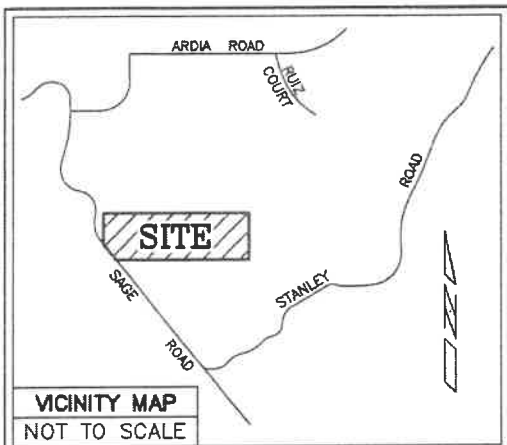 ARDIA ROAD
RUIZ
COURT
ROAD
SITE
SAGE
STANLEY
ROAD
N
VICINITY MAP
NOT TO SCALE